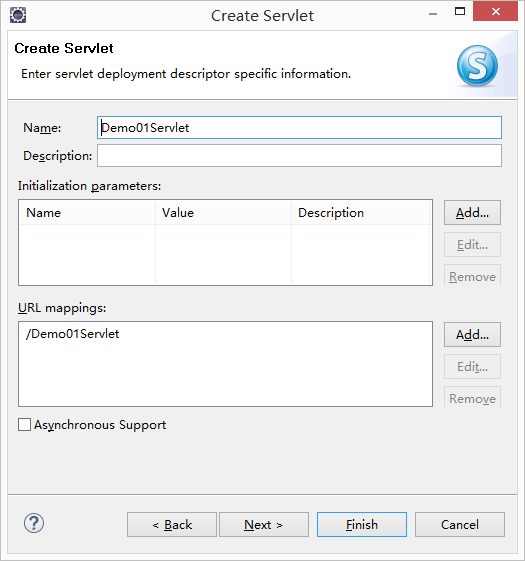 Create Servlet
Create Servlet
Enter servlet deployment descriptor specific information.
S
Name: Demo01Servlet
Description:
Initialization parameters:
Name Value Description
Add...
Edit...
Remove
URL mappings:
/Demo01Servlet
Add...
Edit...
Remove
Asynchronous Support
? < Back Next > Finish Cancel